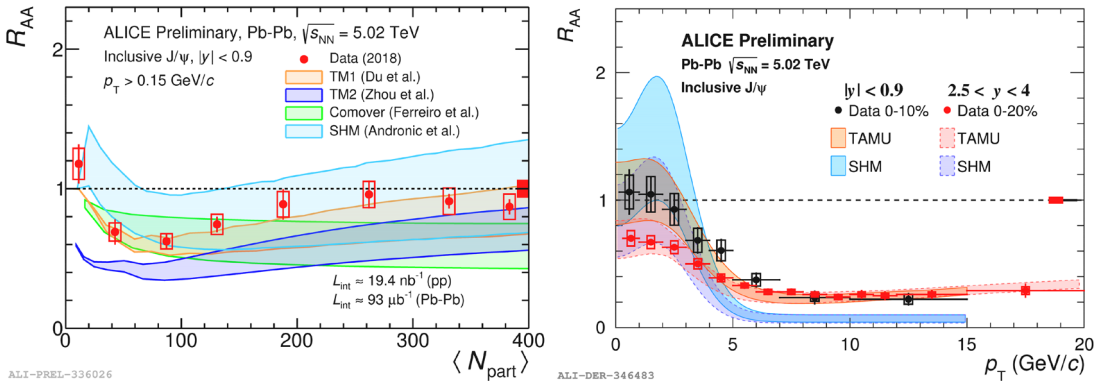 R_AA
ALICE Preliminary, Pb-Pb, √s_NN = 5.02 TeV
Inclusive J/ψ, |y| < 0.9
p_T > 0.15 GeV/c
Data (2018)
TM1 (Du et al.)
TM2 (Zhou et al.)
Comover (Ferreiro et al.)
SHM (Andronic et al.)
2
1
0
L_int ≈ 19.4 nb⁻¹ (pp)
L_int ≈ 93 μb⁻¹ (Pb-Pb)
0 100 200 300 400
⟨ N_part ⟩
ALI-PREL-336026
R_AA
ALICE Preliminary
Pb-Pb √s_NN = 5.02 TeV
Inclusive J/ψ
|y| < 0.9
Data 0-10%
TAMU
SHM
2.5 < y < 4
Data 0-20%
TAMU
SHM
2
1
0
0 5 10 15 20
p_T (GeV/c)
ALI-DER-346483